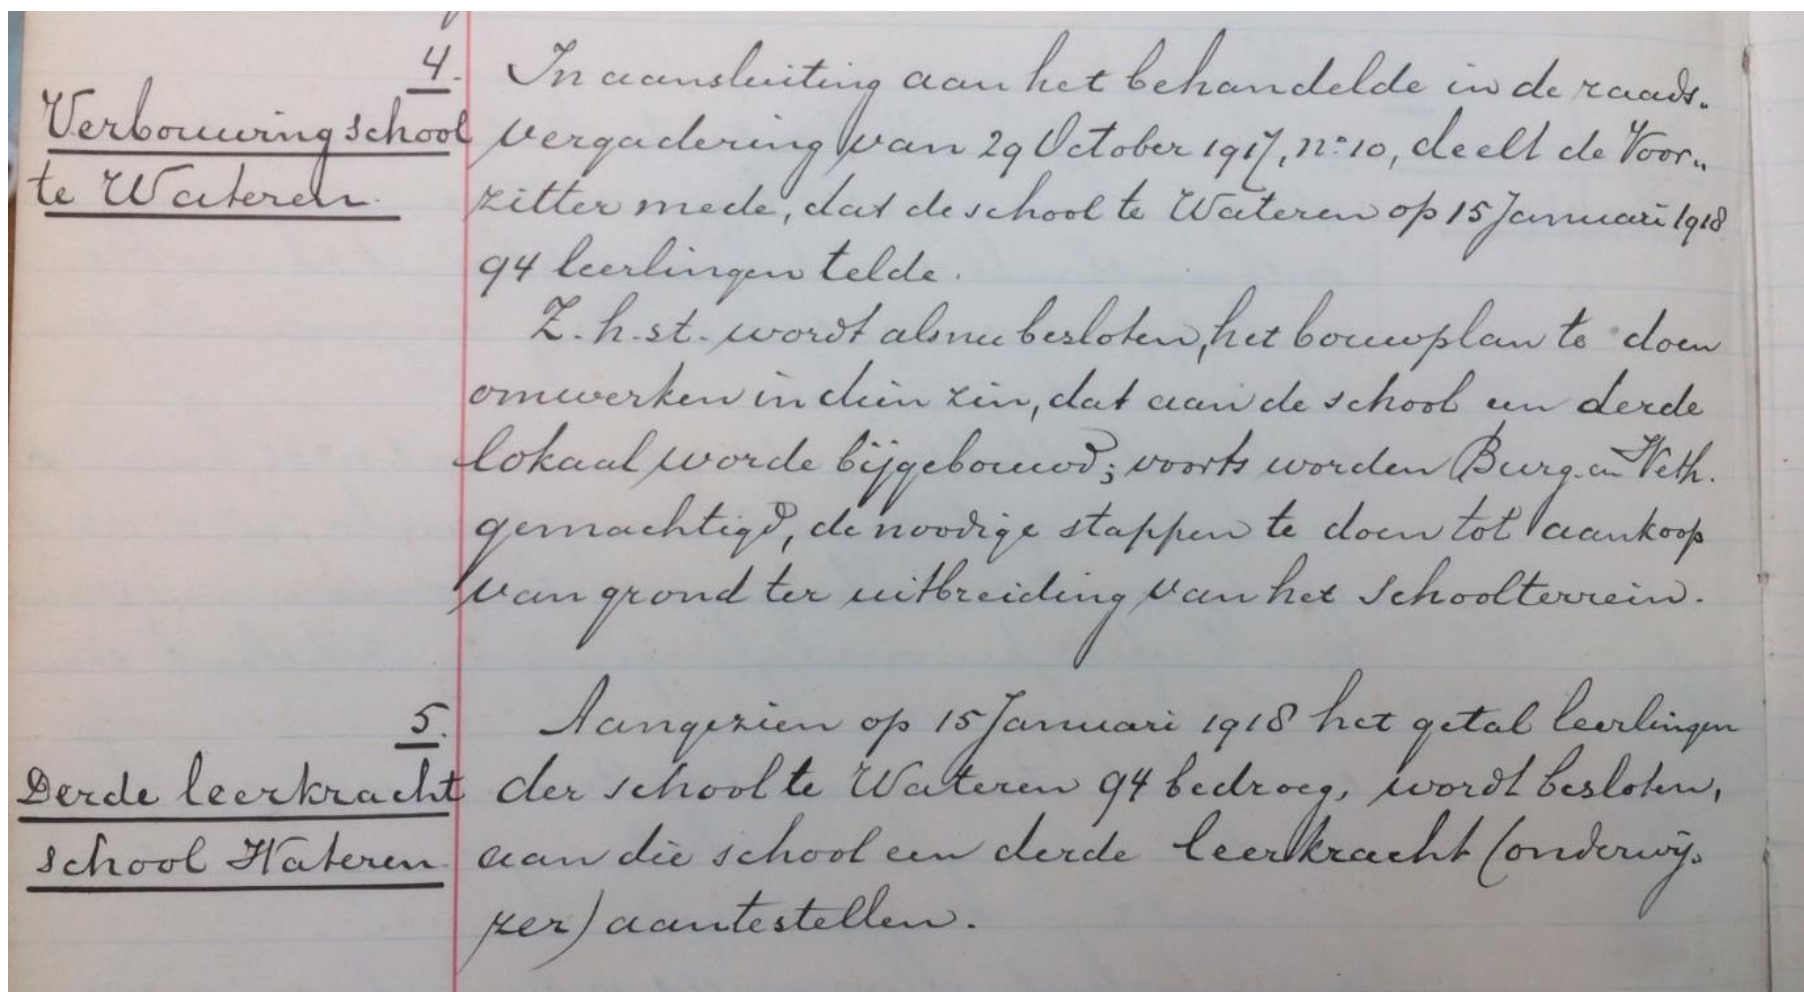 4.
Verbouwing school
te Wateren.
In aansluiting aan het behandelde in de raads-
vergadering van 29 October 1917, no 10, deelt de Voor-
zitter mede, dat de school te Wateren op 15 Januari 1918
94 leerlingen telde.
Z.h.st. wordt alsnu besloten, het bouwplan te doen
omwerken in dien zin, dat aan de school een derde
lokaal worde bijgebouwd; voorts worden Burg. en Weth.
gemachtigd, de noodige stappen te doen tot aankoop
van grond ter uitbreiding van het schoolterrein.
5.
Derde leerkracht
school Wateren.
Aangezien op 15 Januari 1918 het getal leerlingen
der school te Wateren 94 bedroeg, wordt besloten,
aan die school een derde leerkracht (onderwij-
zer) aantestellen.